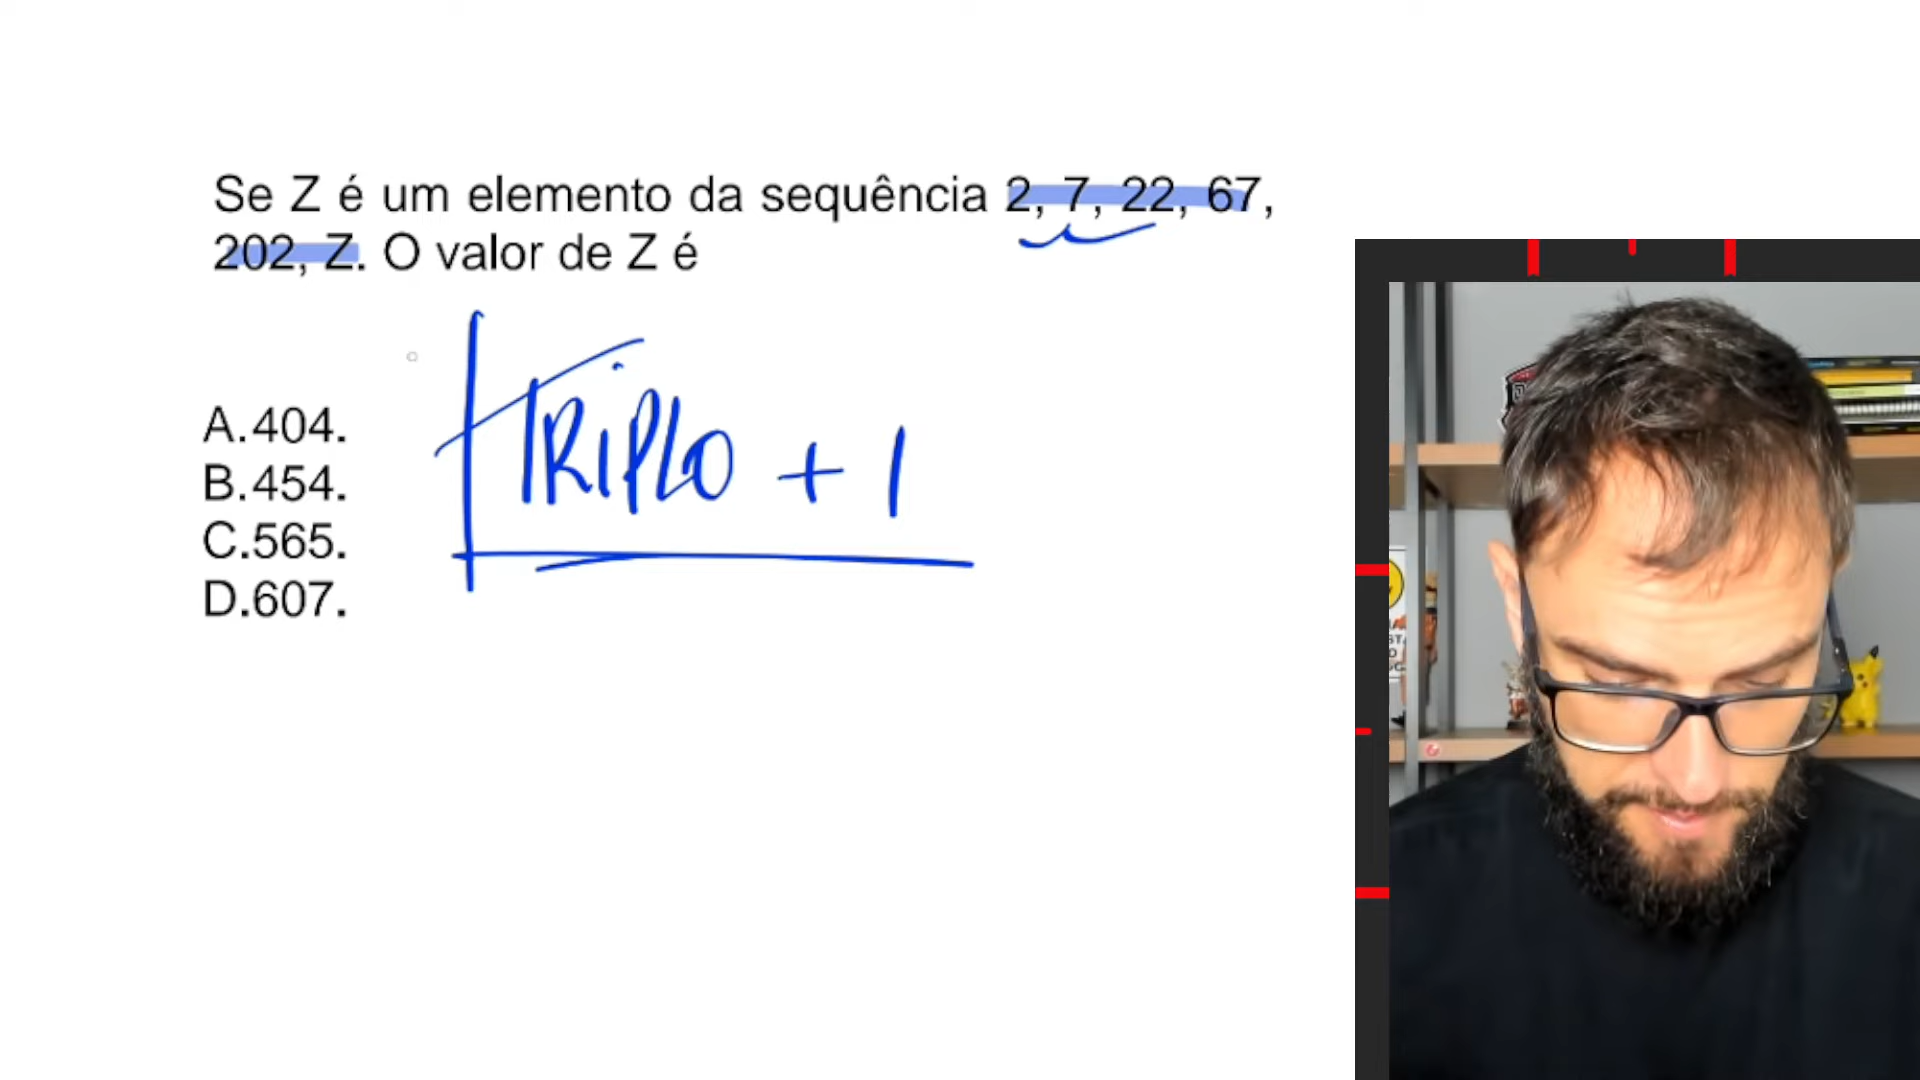 Se Z é um elemento da sequência 2, 7, 22, 67,
202, Z. O valor de Z é
TRiPLO + 1
A.404.
B.454.
C.565.
D.607.